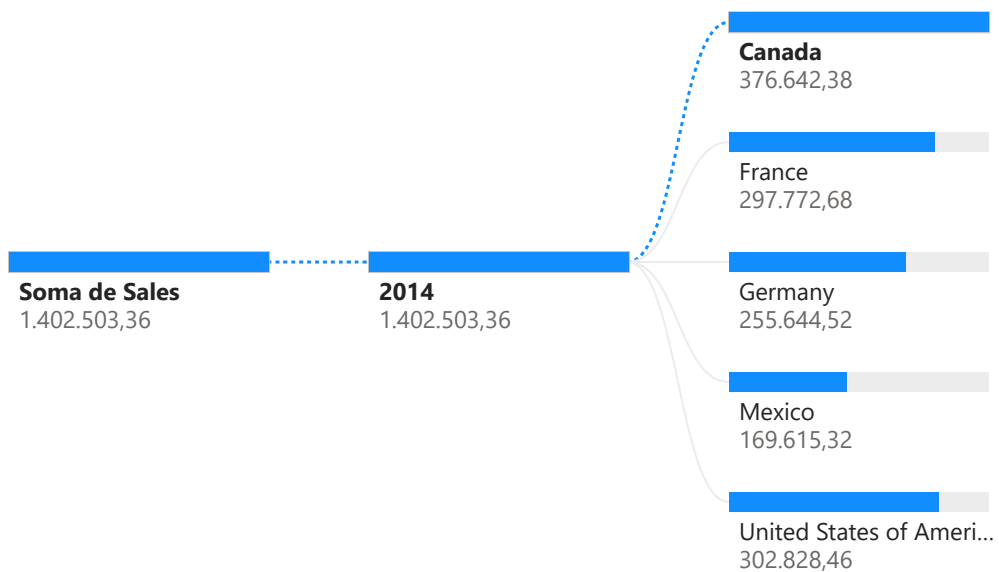 Canada
376.642,38
France
297.772,68
Soma de Sales
1.402.503,36
2014
1.402.503,36
Germany
255.644,52
Mexico
169.615,32
United States of Ameri...
302.828,46